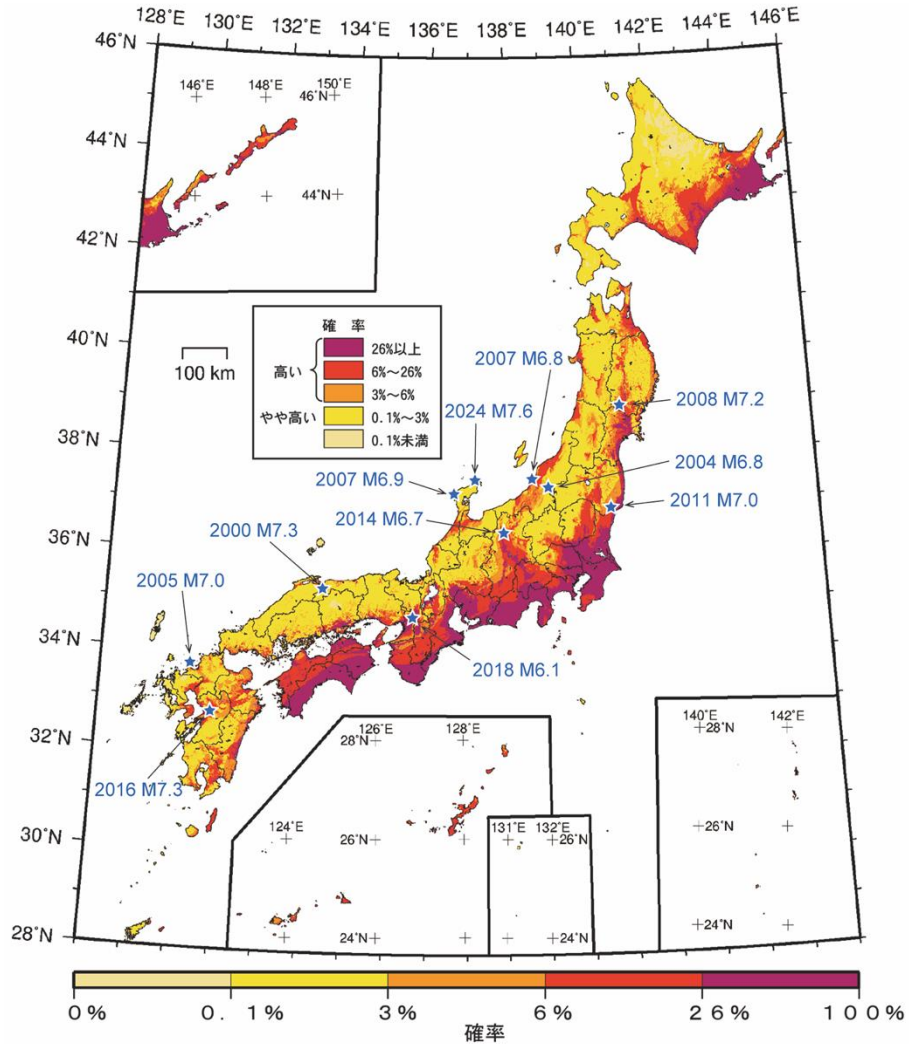 128°E 130°E 132°E 134°E 136°E 138°E 140°E 142°E 144°E 146°E
46°N
146°E 148°E 150°E
46°N
44°N
44°N
42°N
40°N
38°N
36°N
34°N
32°N
30°N
28°N
確 率
高い
26%以上
6%～26%
3%～6%
やや高い
0.1%～3%
0.1%未満
100 km
2007 M6.8
2024 M7.6
2008 M7.2
2007 M6.9
2004 M6.8
2014 M6.7
2011 M7.0
2000 M7.3
2005 M7.0
2018 M6.1
2016 M7.3
126°E 128°E
28°N
124°E
26°N
24°N
131°E 132°E
26°N
24°N
140°E 142°E
28°N
26°N
24°N
0% 0.1% 3% 6% 26% 100%
確率